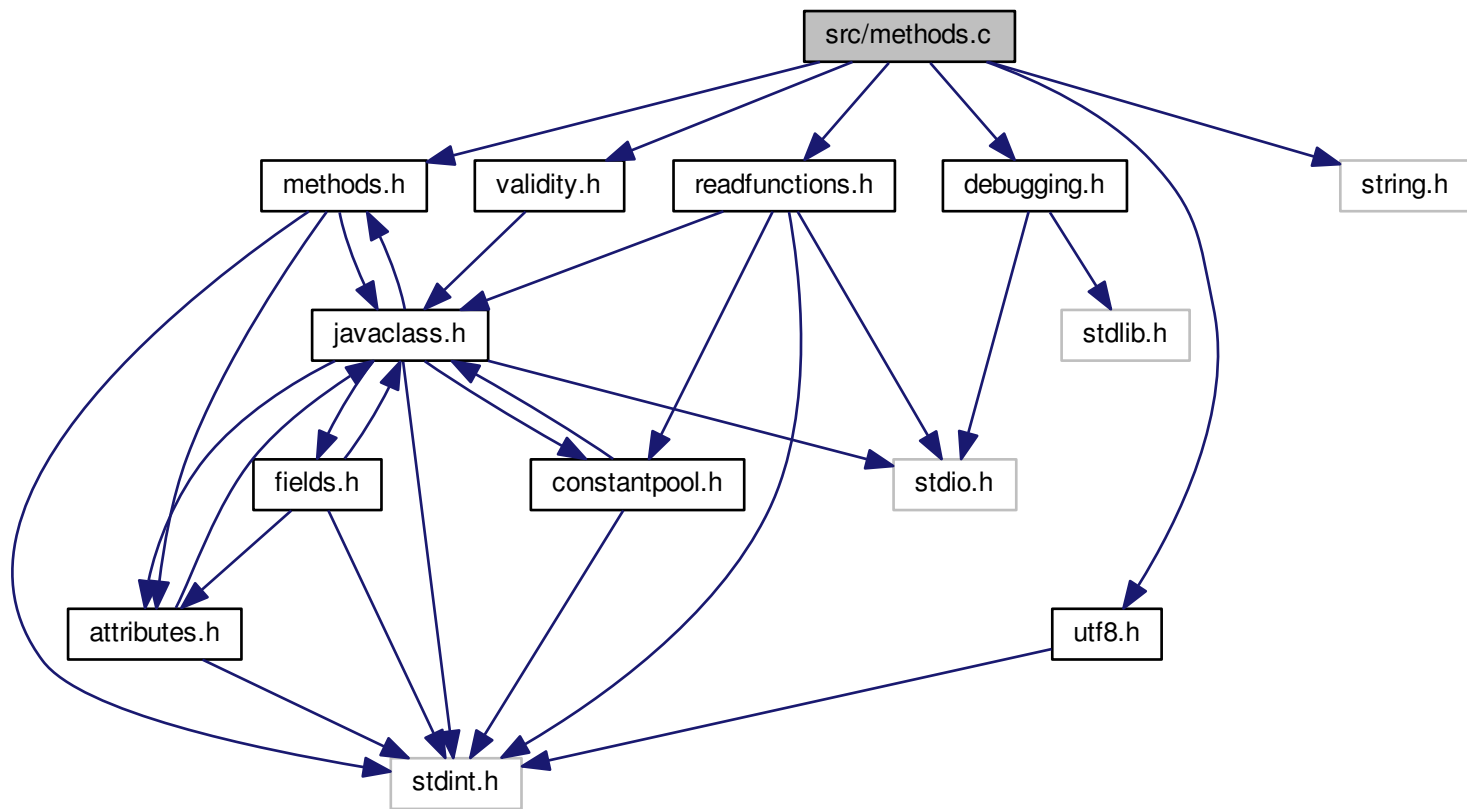 src/methods.c
methods.h
validity.h
readfunctions.h
debugging.h
string.h
javaclass.h
stdlib.h
fields.h
constantpool.h
stdio.h
attributes.h
utf8.h
stdint.h